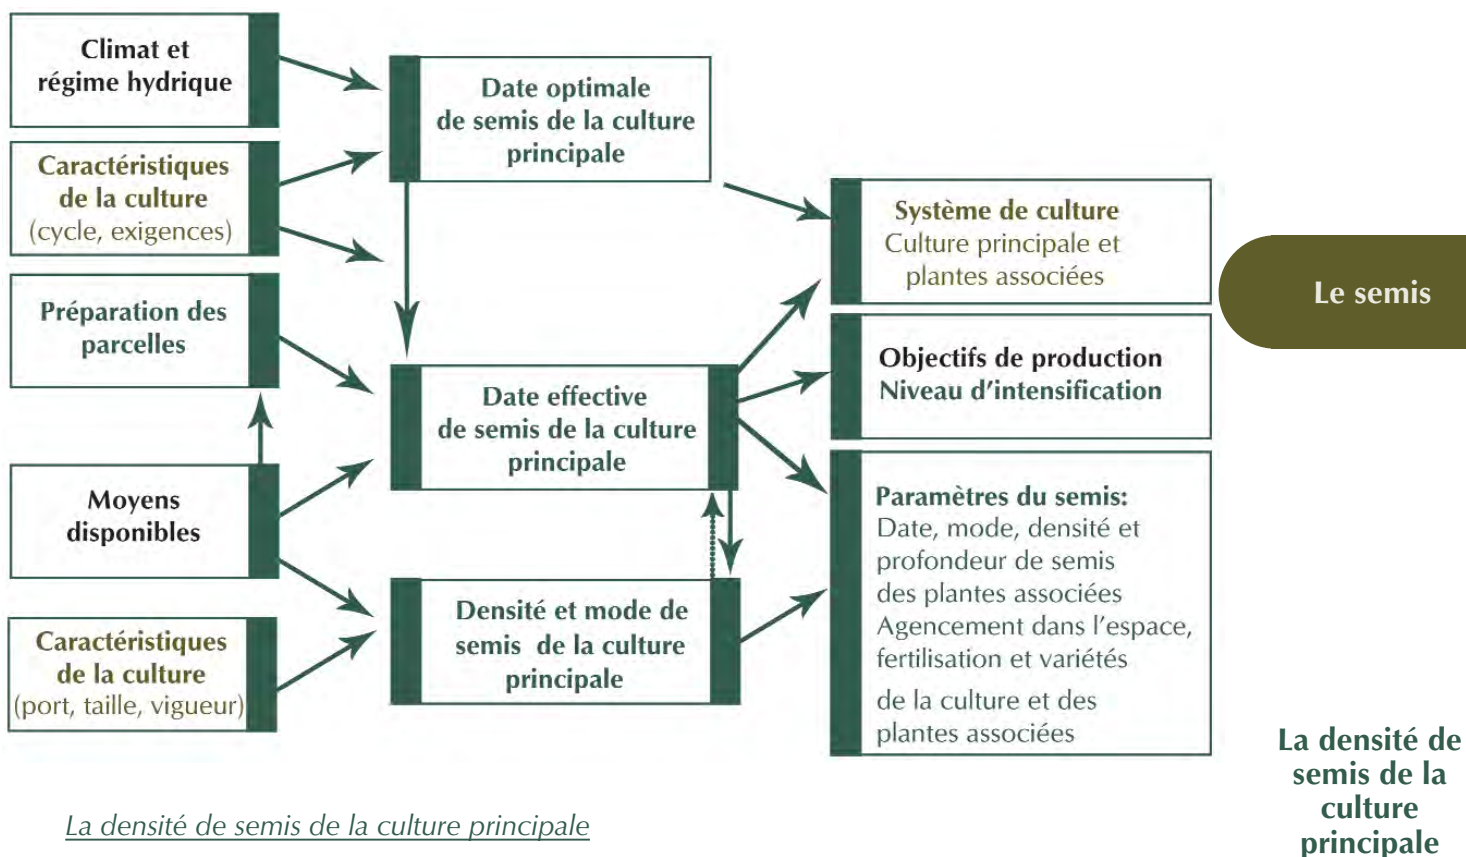 Climat et
régime hydrique
Caractéristiques
de la culture
(cycle, exigences)
Préparation des
parcelles
Moyens
disponibles
Caractéristiques
de la culture
(port, taille, vigueur)
Date optimale
de semis de la culture
principale
Date effective
de semis de la culture
principale
Densité et mode de
semis de la culture
principale
Système de culture
Culture principale et
plantes associées
Objectifs de production
Niveau d'intensification
Paramètres du semis:
Date, mode, densité et
profondeur de semis
des plantes associées
Agencement dans l'espace,
fertilisation et variétés
de la culture et des
plantes associées
Le semis
La densité de
semis de la
culture
principale
La densité de semis de la culture principale